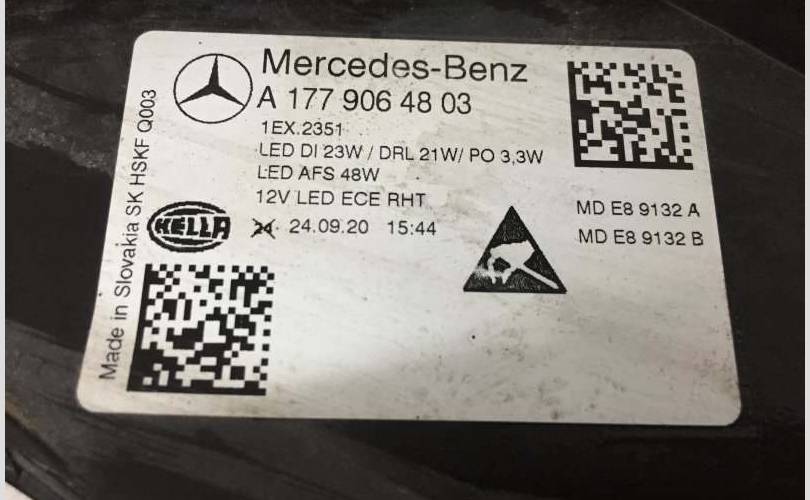 Mercedes-Benz
A 177 906 48 03
1EX.2351
LED DI 23W / DRL 21W/ PO 3,3W
LED AFS 48W
12V LED ECE RHT
24 24.09.20 15:44
HELLA
MD E8 9132 A
MD E8 9132 B
Made in Slovakia SK HSKF Q003